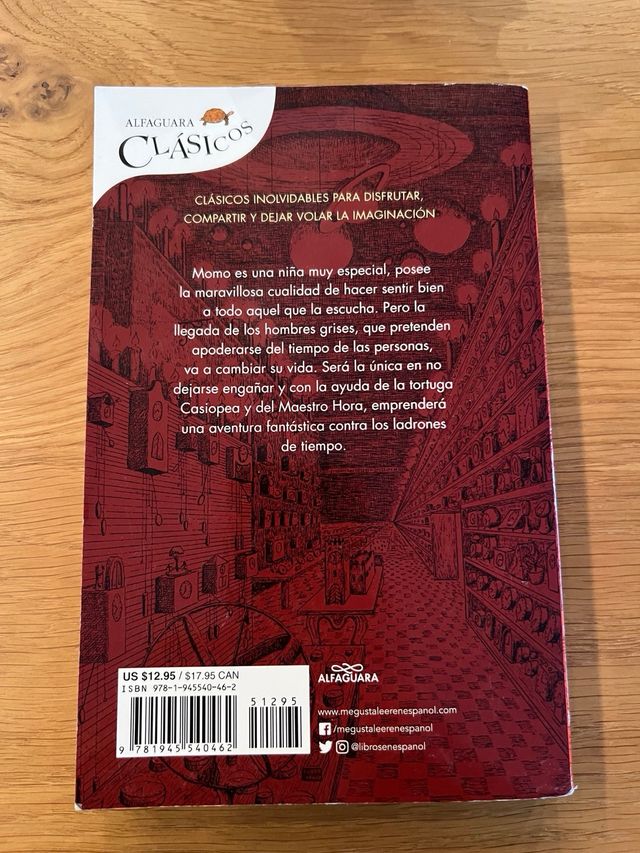 ALFAGUARA
CLÁSICOS
CLÁSICOS INOLVIDABLES PARA DISFRUTAR,
COMPARTIR Y DEJAR VOLAR LA IMAGINACIÓN
Momo es una niña muy especial, posee
la maravillosa cualidad de hacer sentir bien
a todo aquel que la escucha. Pero la
llegada de los hombres grises, que pretenden
apoderarse del tiempo de las personas,
va a cambiar su vida. Será la única en no
dejarse engañar y con la ayuda de la tortuga
Casiopea y del Maestro Hora, emprenderá
una aventura fantástica contra los ladrones
de tiempo.
US $12.95 / $17.95 CAN
ISBN 978-1-945540-46-2
51295
9 781945 540462
ALFAGUARA
www.megustaleerenespanol.com
/megustaleerenespanol
@librosenespanol